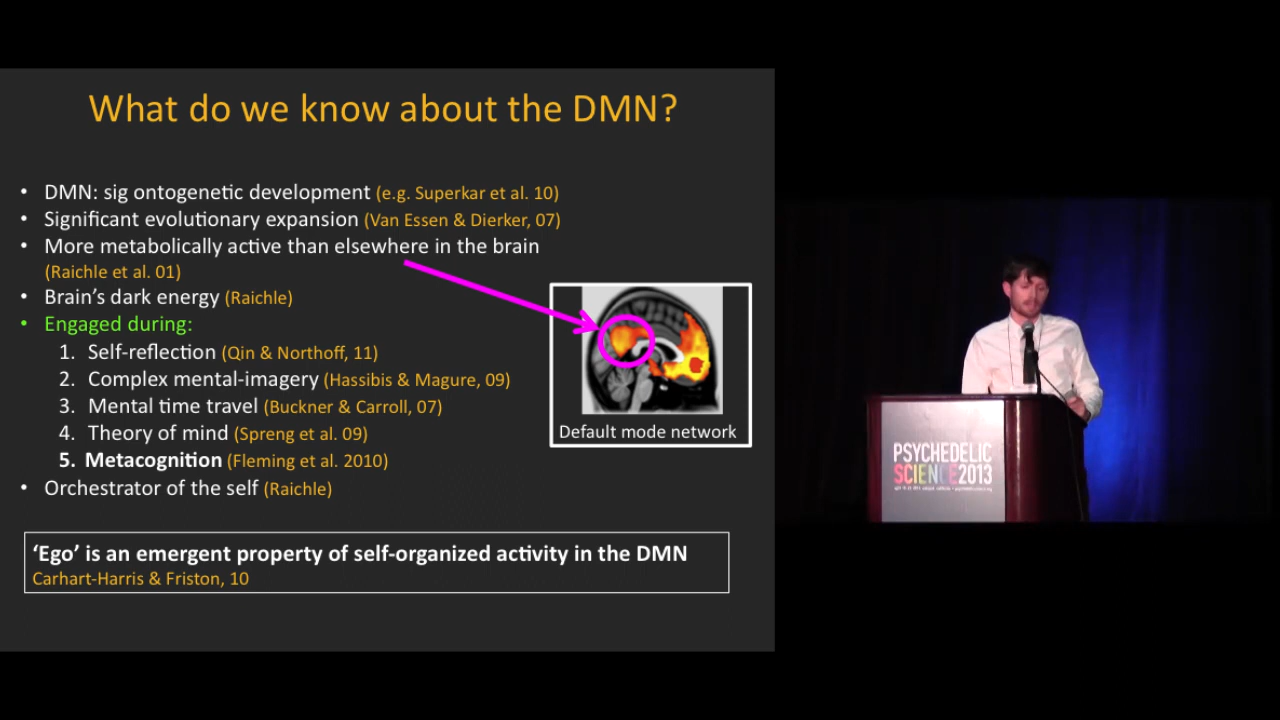 What do we know about the DMN?
• DMN: sig ontogenetic development (e.g. Superkar et al. 10)
• Significant evolutionary expansion (Van Essen & Dierker, 07)
• More metabolically active than elsewhere in the brain
(Raichle et al. 01)
• Brain’s dark energy (Raichle)
• Engaged during:
1. Self-reflection (Qin & Northoff, 11)
2. Complex mental-imagery (Hassibis & Magure, 09)
3. Mental time travel (Buckner & Carroll, 07)
4. Theory of mind (Spreng et al. 09)
5. Metacognition (Fleming et al. 2010)
• Orchestrator of the self (Raichle)
Default mode network
‘Ego’ is an emergent property of self-organized activity in the DMN
Carhart-Harris & Friston, 10
PSYCHEDELIC
SCIENCE2013